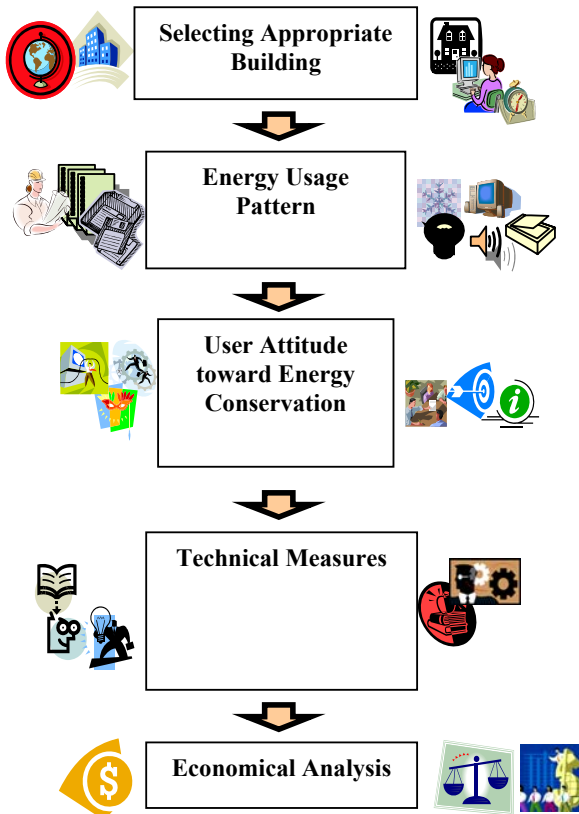 Selecting Appropriate
Building
Energy Usage
Pattern
User Attitude
toward Energy
Conservation
Technical Measures
Economical Analysis